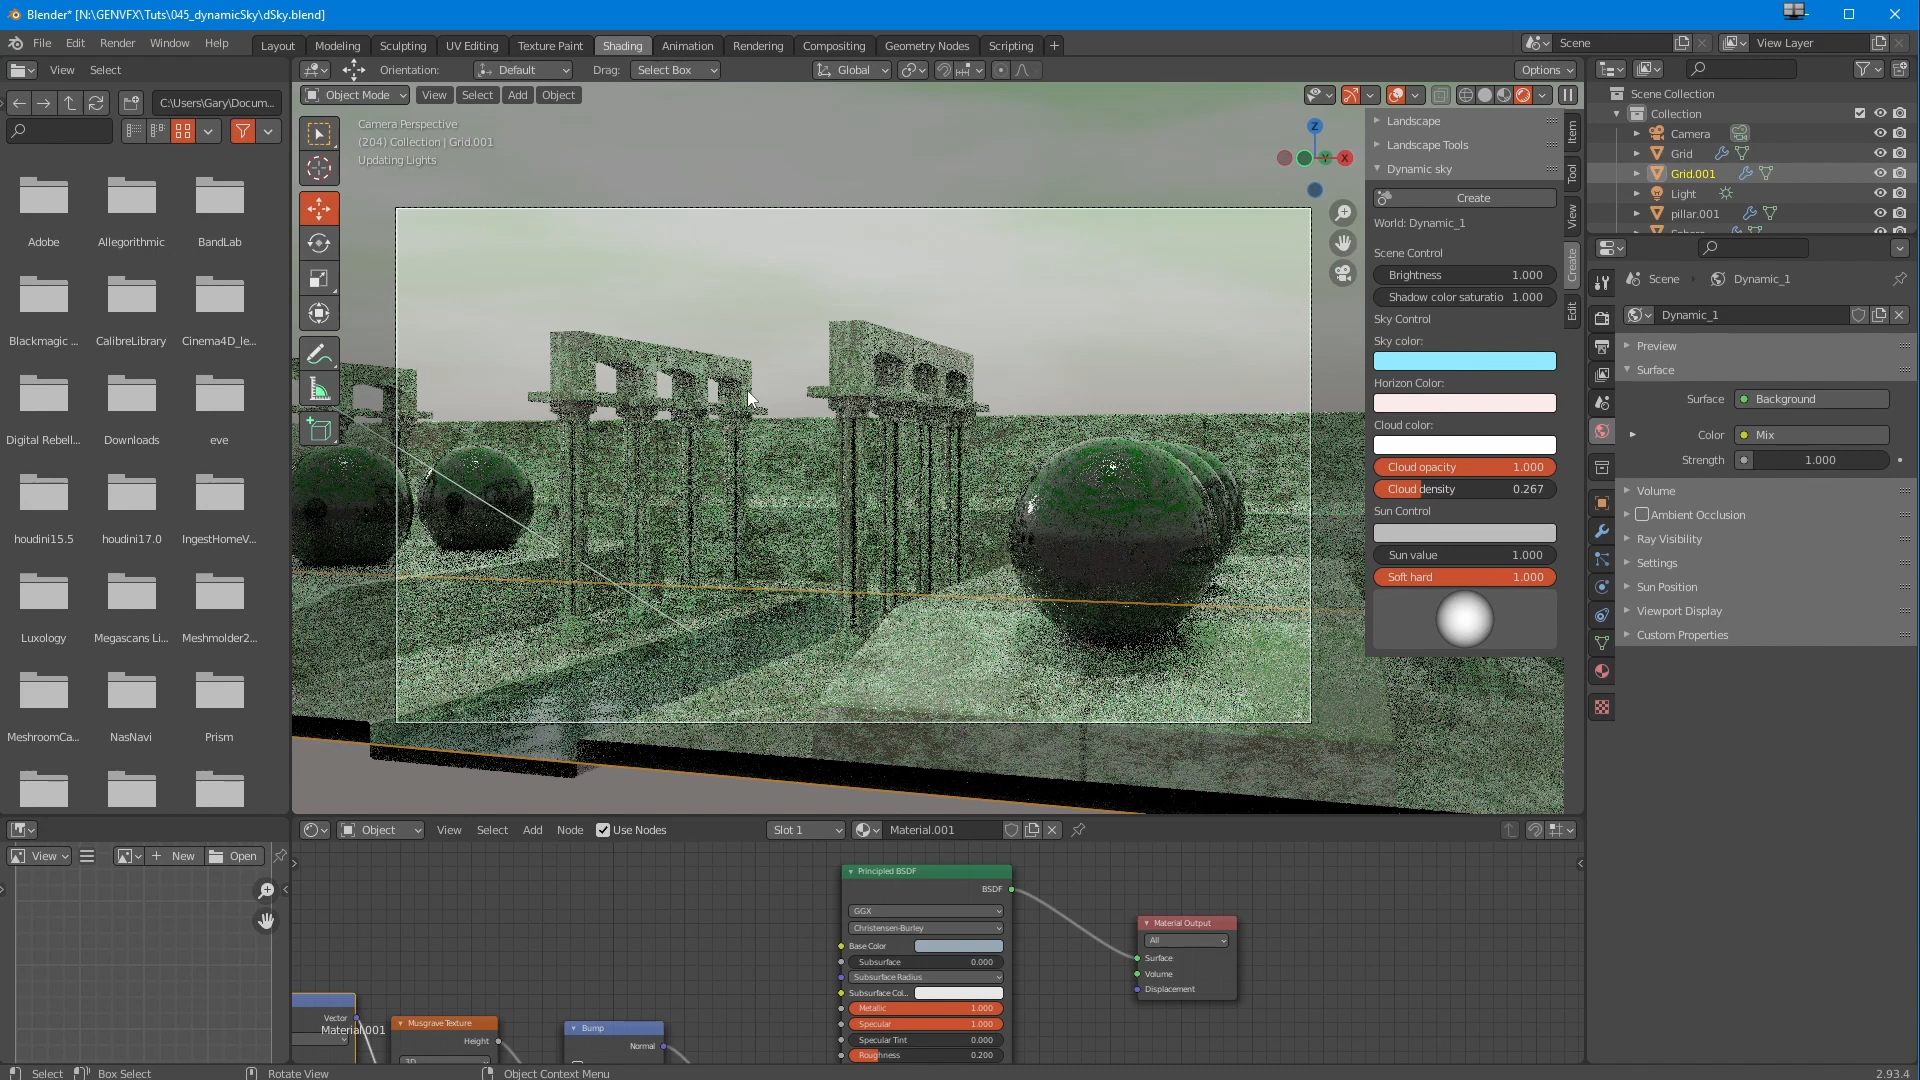 Blender* [N:\GENVFX\Tuts\045_dynamicSky\dSky.blend]
File Edit Render Window Help
Layout Modeling Sculpting UV Editing Texture Paint Shading Animation Rendering Compositing Geometry Nodes Scripting +
Scene
View Layer
View Select
Orientation: Default Drag: Select Box
Global
Options
C:\Users\Gary\Docum...
Object Mode View Select Add Object
Camera Perspective
(204) Collection | Grid.001
Updating Lights
Z
Y
X
Adobe Allegorithmic BandLab
Blackmagic ... CalibreLibrary Cinema4D_le...
Digital Rebell... Downloads eve
houdini15.5 houdini17.0 IngestHomeV...
Luxology Megascans Li... Meshmolder2...
MeshroomCa... NasNavi Prism
Landscape
Landscape Tools
Dynamic sky
Create
World: Dynamic_1
Scene Control
Brightness 1.000
Shadow color saturatio 1.000
Sky Control
Sky color:
Horizon Color:
Cloud color:
Cloud opacity 1.000
Cloud density 0.267
Sun Control
Sun value 1.000
Soft hard 1.000
Item
Tool
View
Create
Edit
Scene Collection
Collection
Camera
Grid
Grid.001
Light
pillar.001
Scene Dynamic_1
Dynamic_1
Preview
Surface
Surface Background
Color Mix
Strength 1.000
Volume
Ambient Occlusion
Ray Visibility
Settings
Sun Position
Viewport Display
Custom Properties
View New Open
Object View Select Add Node Use Nodes Slot 1 Material.001
Principled BSDF
BSDF
GGX
Christensen-Burley
Base Color
Subsurface 0.000
Subsurface Radius
Subsurface Col...
Metallic 1.000
Specular 1.000
Specular Tint 0.000
Roughness 0.200
Material Output
All
Surface
Volume
Displacement
Vector
Material.001
Musgrave Texture
Height
3D
Bump
Normal
Select Box Select Rotate View Object Context Menu 2.93.4